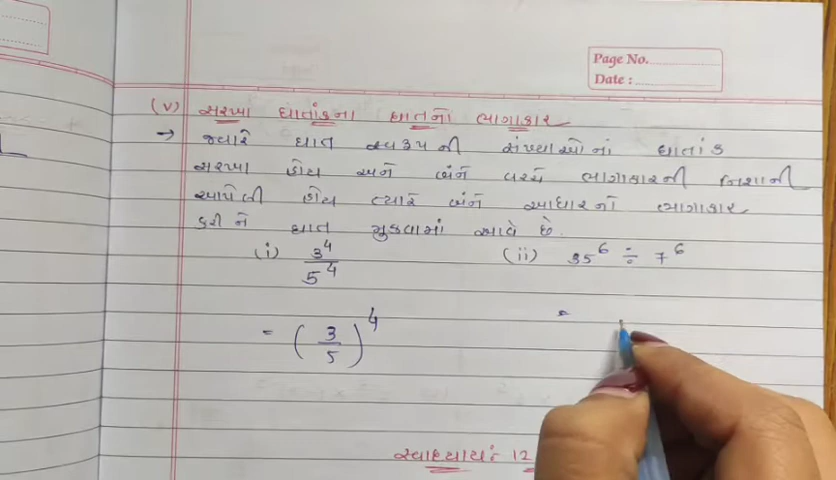 Page No.
Date :
(v) સરખા ઘાતાંકના ઘાતનો ભાગાકાર
→ જ્યારે ઘાત સ્વરૂપની સંખ્યાઓનાં ઘાતાંક
સરખા હોય અને બંને વચ્ચે ભાગાકારની નિશાની
આપેલી હોય ત્યારે બંને આધારનો ભાગાકાર
કરીને ઘાત મુકવામાં આવે છે.
(i) 3⁴/5⁴ (ii) 35⁶ ÷ 7⁶
= (3/5)⁴ =
સ્વાધ્યાય: 12